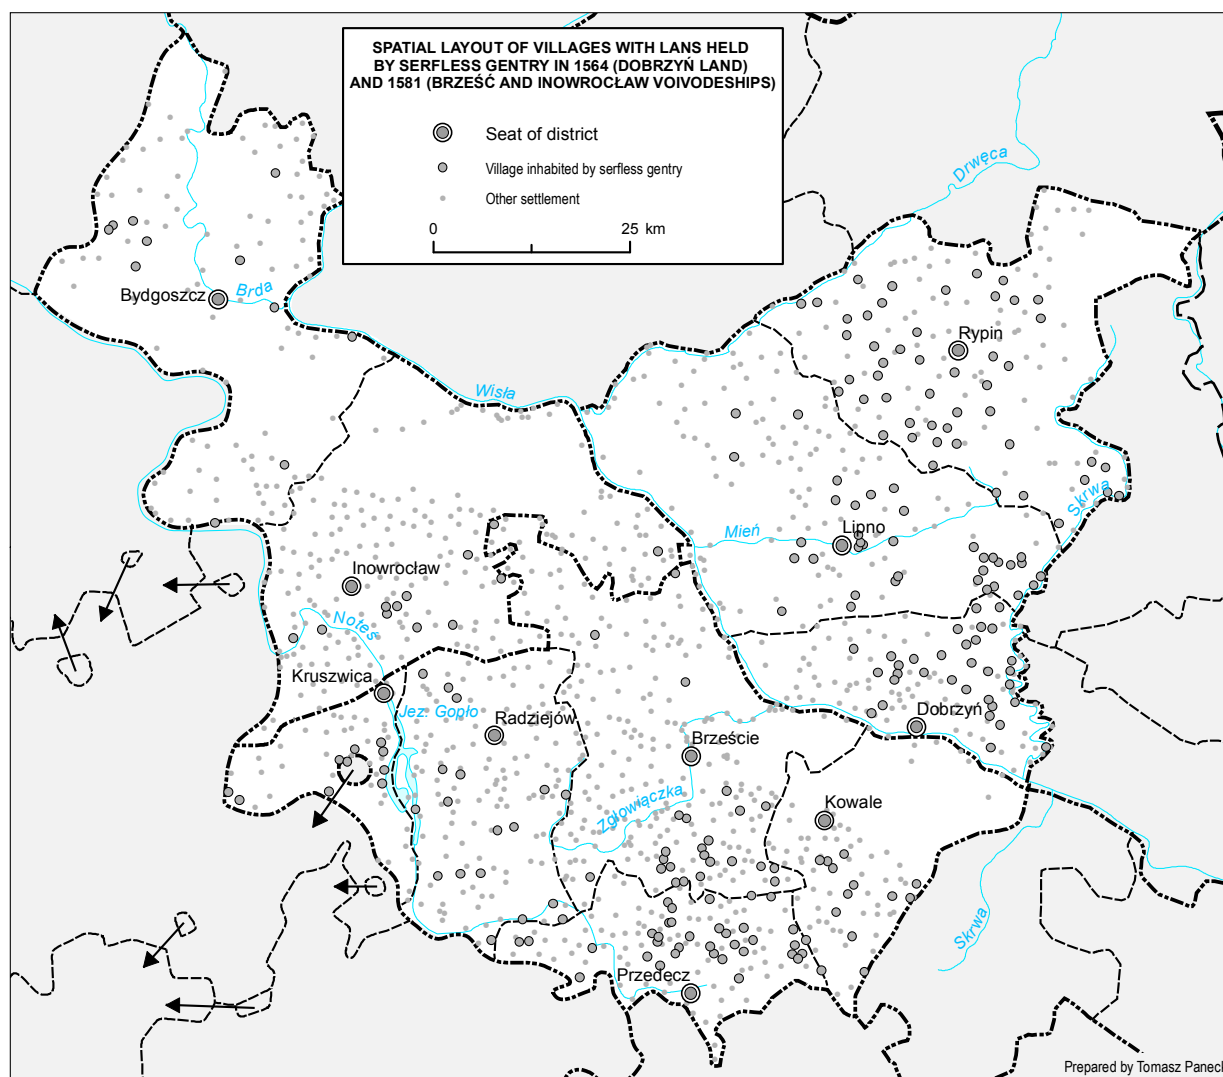 SPATIAL LAYOUT OF VILLAGES WITH LANS HELD
BY SERFLESS GENTRY IN 1564 (DOBRZYŃ LAND)
AND 1581 (BRZEŚĆ AND INOWROCŁAW VOIVODESHIPS)
Seat of district
Village inhabited by serfless gentry
Other settlement
0 25 km
Drwęca
Bydgoszcz
Brda
Rypin
Wisła
Skrwa
Mień
Lipno
Inowrocław
Noteś
Kruszwica
Jez. Gopło
Radziejów
Dobrzyń
Brzeście
Zgłowiączka
Kowale
Skrwa
Przedecz
Prepared by Tomasz Panech